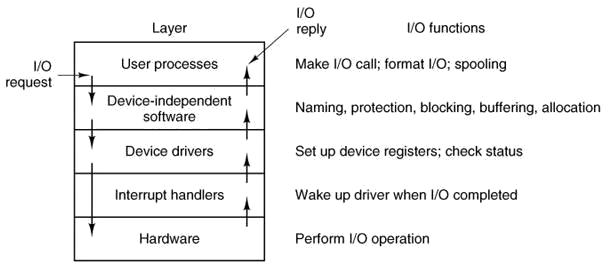 Layer
I/O
reply
I/O functions
I/O
request
User processes
Make I/O call; format I/O; spooling
Device-independent
software
Naming, protection, blocking, buffering, allocation
Device drivers
Set up device registers; check status
Interrupt handlers
Wake up driver when I/O completed
Hardware
Perform I/O operation